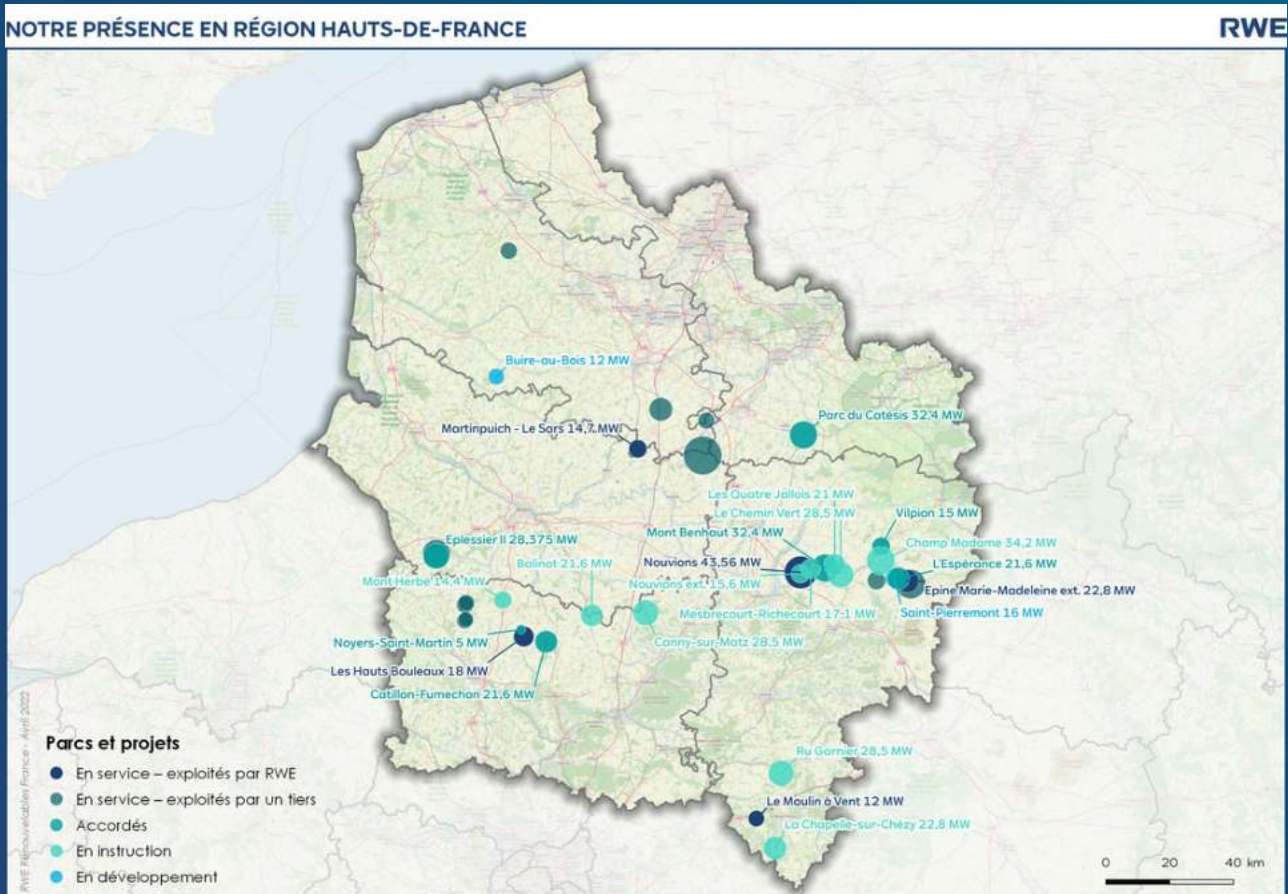 NOTRE PRÉSENCE EN RÉGION HAUTS-DE-FRANCE
RWE
Buire-au-Bois 12 MW
Martinpuich - Le Sars 14,7 MW
Parc du Catésis 32,4 MW
Les Quatre Jallois 21 MW
Le Chemin Vert 28,5 MW
Vilpion 15 MW
Mont Benhaut 32,4 MW
Champ Madame 34,2 MW
Eplessier II 28,375 MW
Nouvions 43,56 MW
L'Espérance 21,6 MW
Balinot 21,6 MW
Mont Herbé 14,4 MW
Nouvions ext. 15,6 MW
Epine Marie-Madeleine ext. 22,8 MW
Mesbrecourt-Richecourt 17,1 MW
Saint-Pierremont 16 MW
Noyers-Saint-Martin 5 MW
Canny-sur-Matz 28,5 MW
Les Hauts Bouleaux 18 MW
Catillon-Fumechon 21,6 MW
Ru Garnier 28,5 MW
Le Moulin à Vent 12 MW
La Chapelle-sur-Chézy 22,8 MW
Parcs et projets
En service – exploités par RWE
En service – exploités par un tiers
Accordés
En instruction
En développement
RWE Renouvelables France - Avril 2022
0 20 40 km